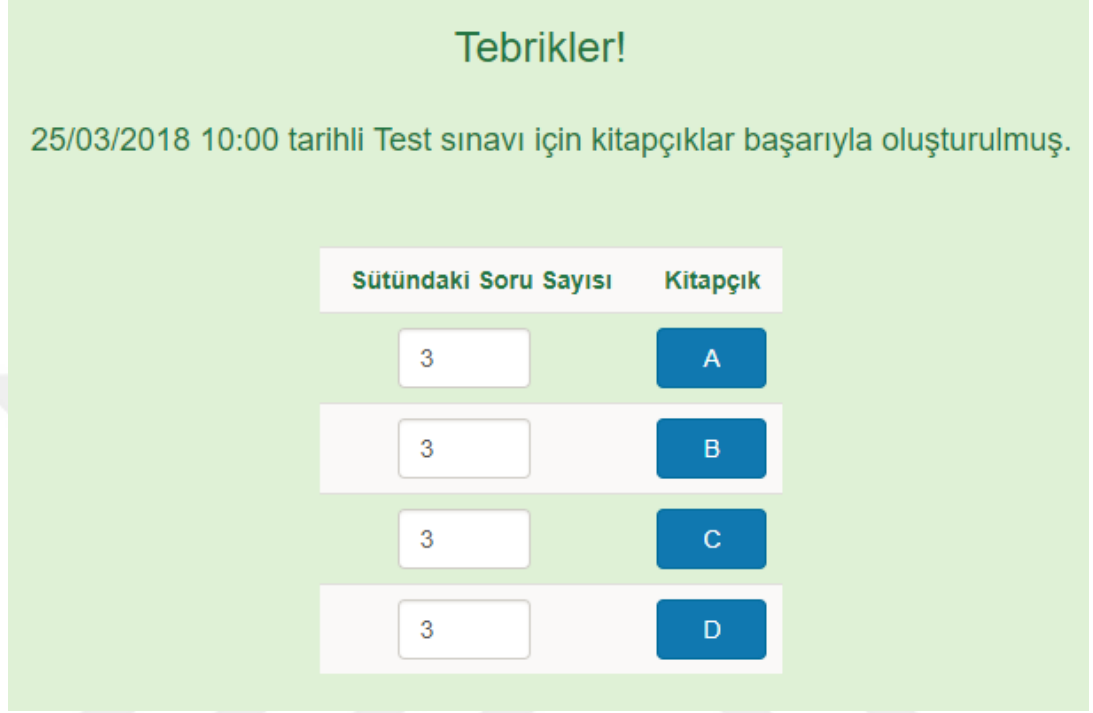 Tebrikler!
25/03/2018 10:00 tarihli Test sınavı için kitapçıklar başarıyla oluşturulmuş.
Sütündaki Soru Sayısı Kitapçık
3 A
3 B
3 C
3 D